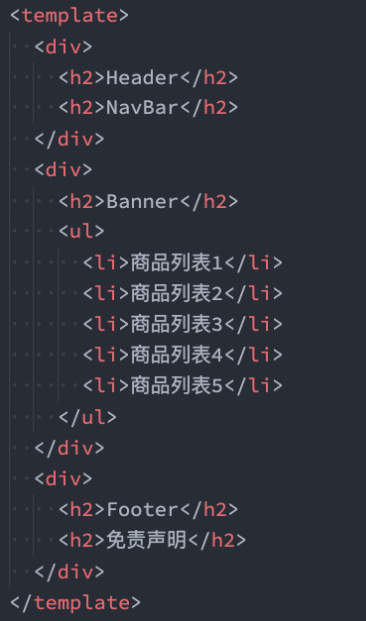 <template>
  <div>
    <h2>Header</h2>
    <h2>NavBar</h2>
  </div>
  <div>
    <h2>Banner</h2>
    <ul>
      <li>商品列表1</li>
      <li>商品列表2</li>
      <li>商品列表3</li>
      <li>商品列表4</li>
      <li>商品列表5</li>
    </ul>
  </div>
  <div>
    <h2>Footer</h2>
    <h2>免责声明</h2>
  </div>
</template>